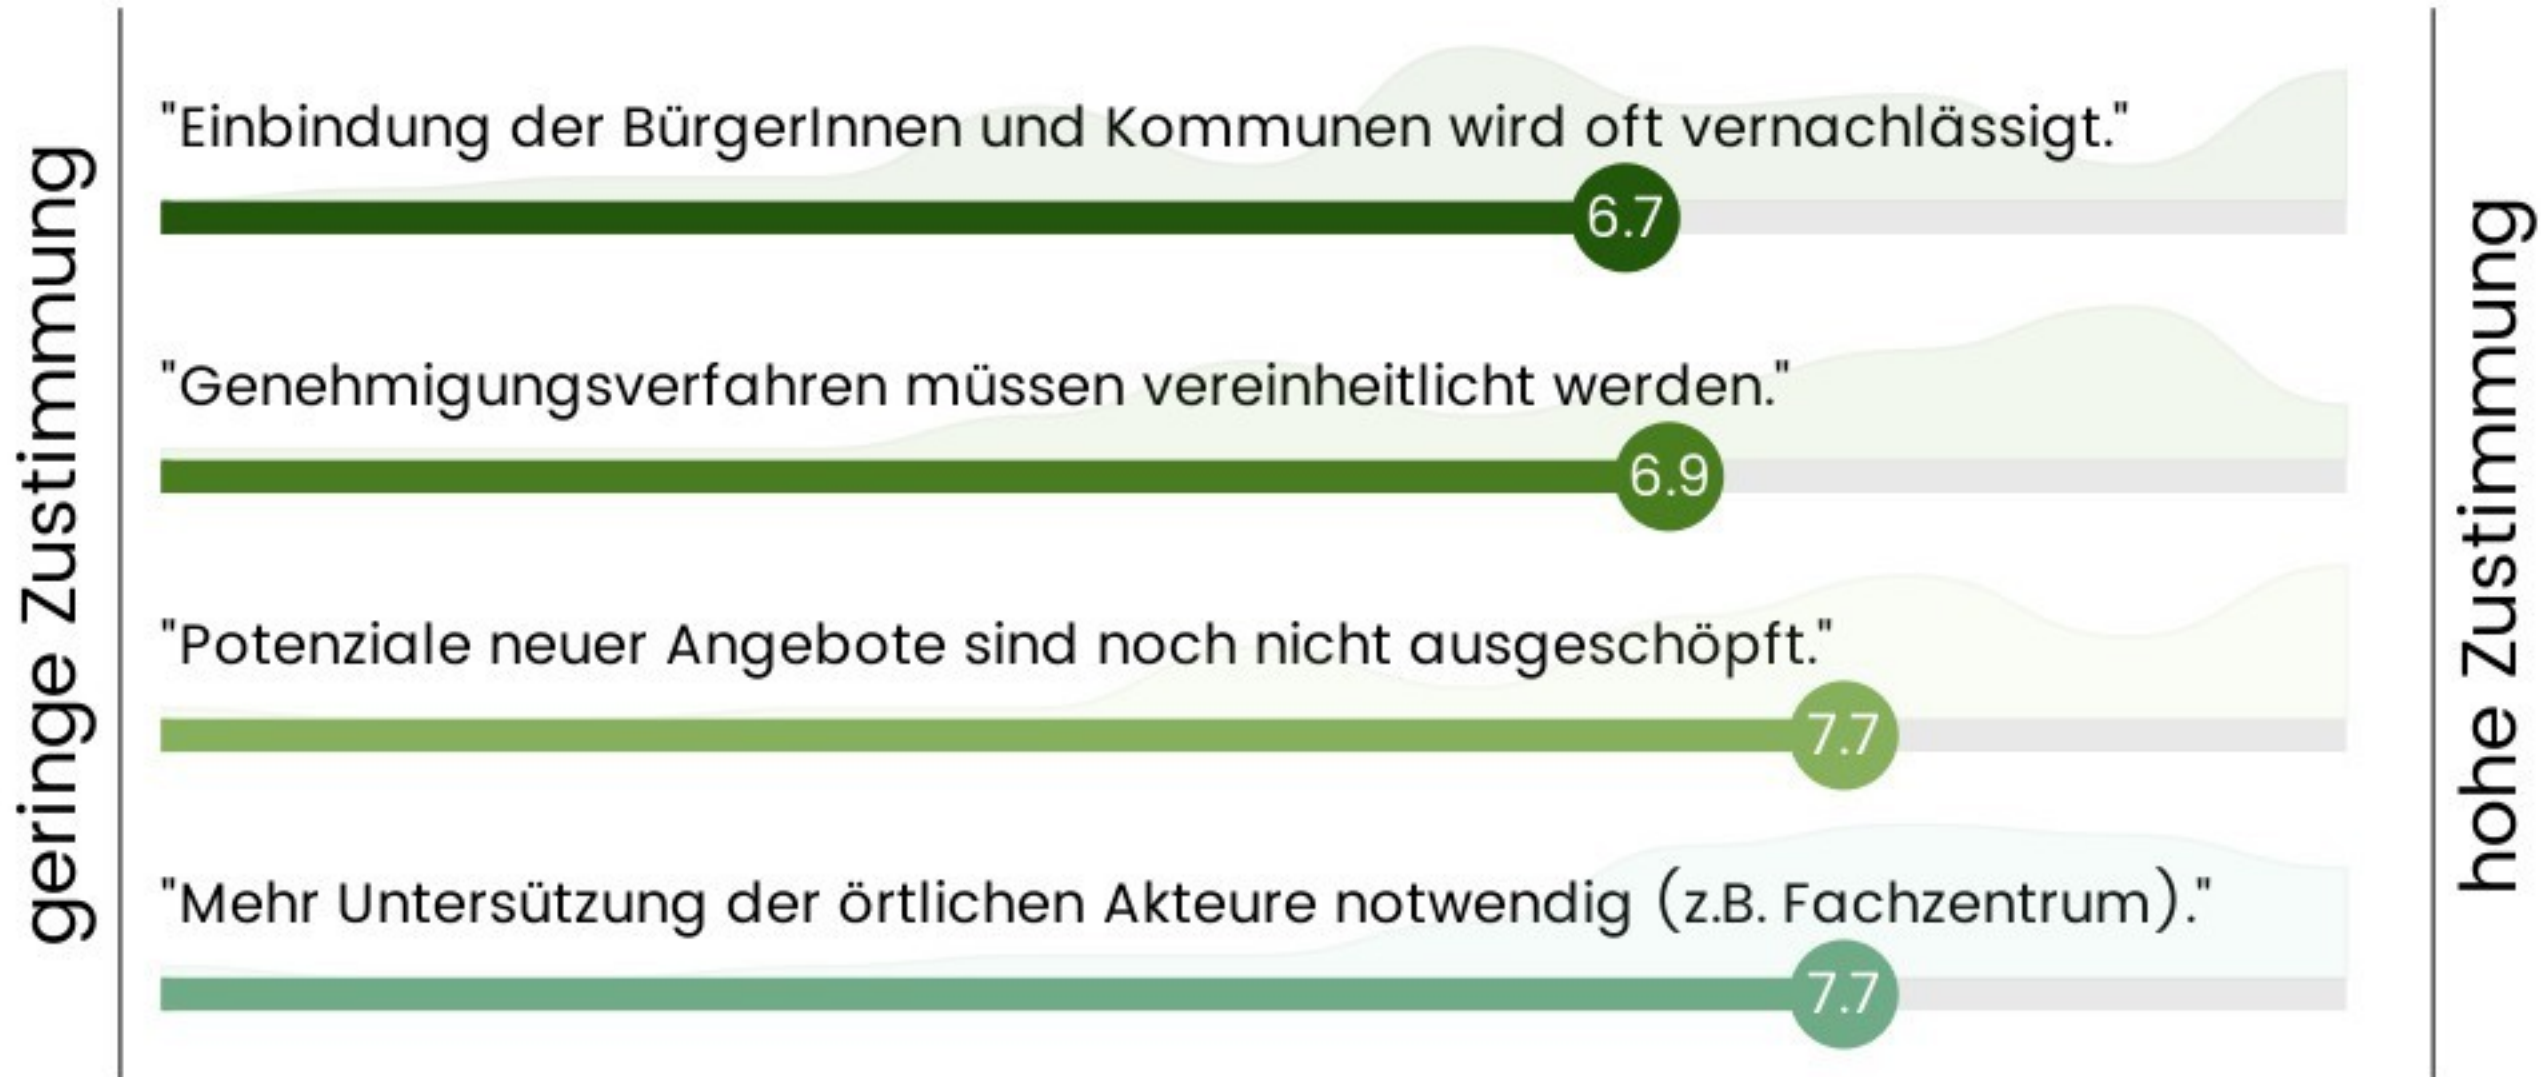 geringe Zustimmung
"Einbindung der BürgerInnen und Kommunen wird oft vernachlässigt."
6.7
"Genehmigungsverfahren müssen vereinheitlicht werden."
6.9
"Potenziale neuer Angebote sind noch nicht ausgeschöpft."
7.7
"Mehr Untersützung der örtlichen Akteure notwendig (z.B. Fachzentrum)."
7.7
hohe Zustimmung